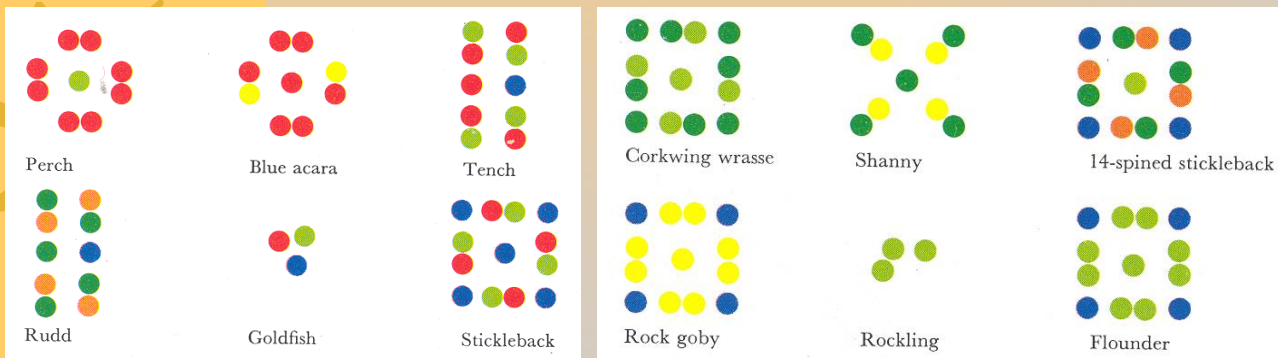 Perch
Blue acara
Tench
Rudd
Goldfish
Stickleback
Corkwing wrasse
Shanny
14-spined stickleback
Rock goby
Rockling
Flounder